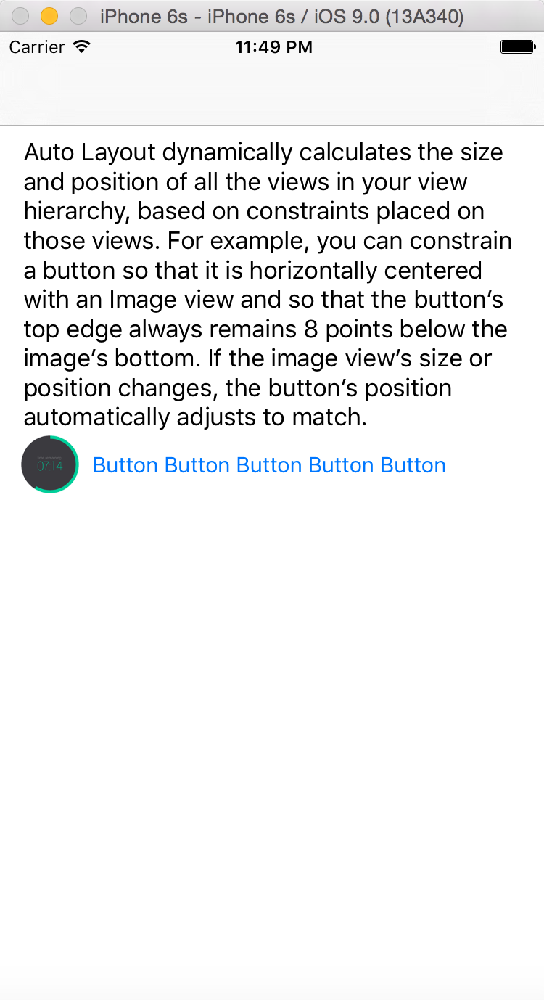 iPhone 6s - iPhone 6s / iOS 9.0 (13A340)
Carrier 11:49 PM
Auto Layout dynamically calculates the size
and position of all the views in your view
hierarchy, based on constraints placed on
those views. For example, you can constrain
a button so that it is horizontally centered
with an Image view and so that the button’s
top edge always remains 8 points below the
image’s bottom. If the image view’s size or
position changes, the button’s position
automatically adjusts to match.
07:14
Button Button Button Button Button